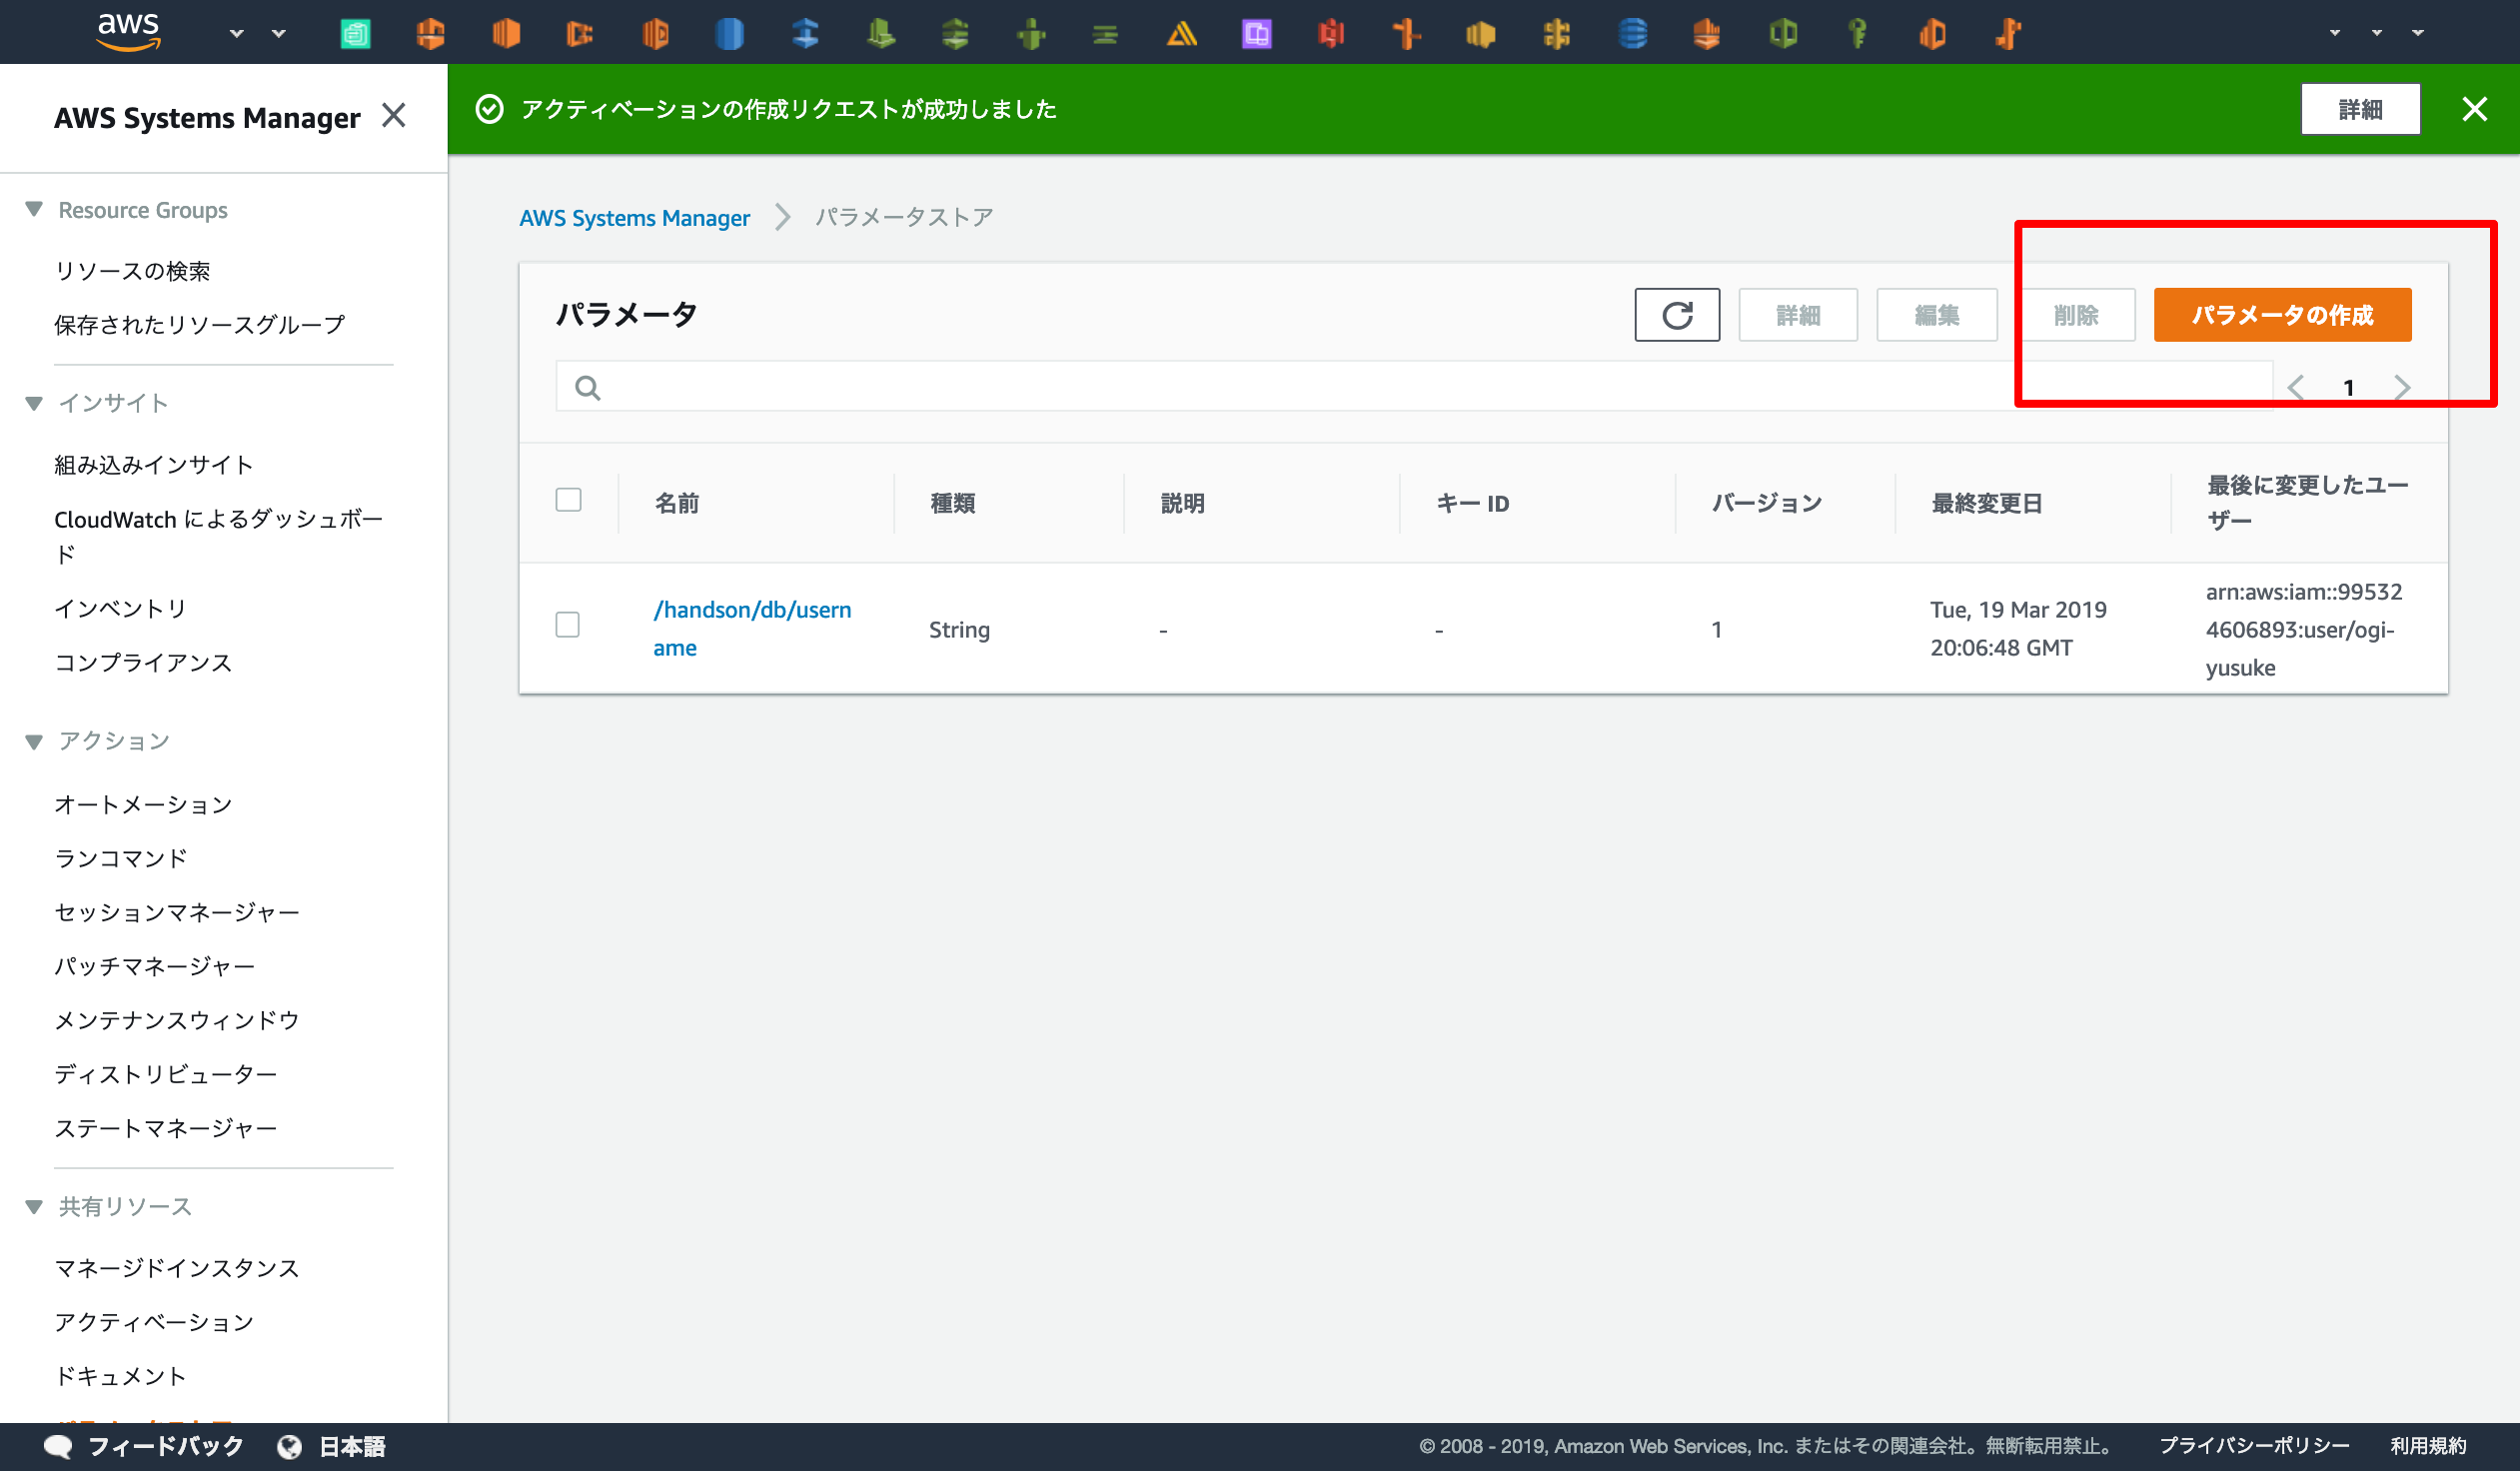 aws
AWS Systems Manager
Resource Groups
リソースの検索
保存されたリソースグループ
インサイト
組み込みインサイト
CloudWatch によるダッシュボー
ド
インベントリ
コンプライアンス
アクション
オートメーション
ランコマンド
セッションマネージャー
パッチマネージャー
メンテナンスウィンドウ
ディストリビューター
ステートマネージャー
共有リソース
マネージドインスタンス
アクティベーション
ドキュメント
アクティベーションの作成リクエストが成功しました
詳細
AWS Systems Manager
パラメータストア
パラメータ
詳細
編集
削除
パラメータの作成
1
名前
種類
説明
キー ID
バージョン
最終変更日
最後に変更したユー
ザー
/handson/db/usern
ame
String
-
-
1
Tue, 19 Mar 2019
20:06:48 GMT
arn:aws:iam::99532
4606893:user/ogi-
yusuke
フィードバック
日本語
© 2008 - 2019, Amazon Web Services, Inc. またはその関連会社。無断転用禁止。
プライバシーポリシー
利用規約